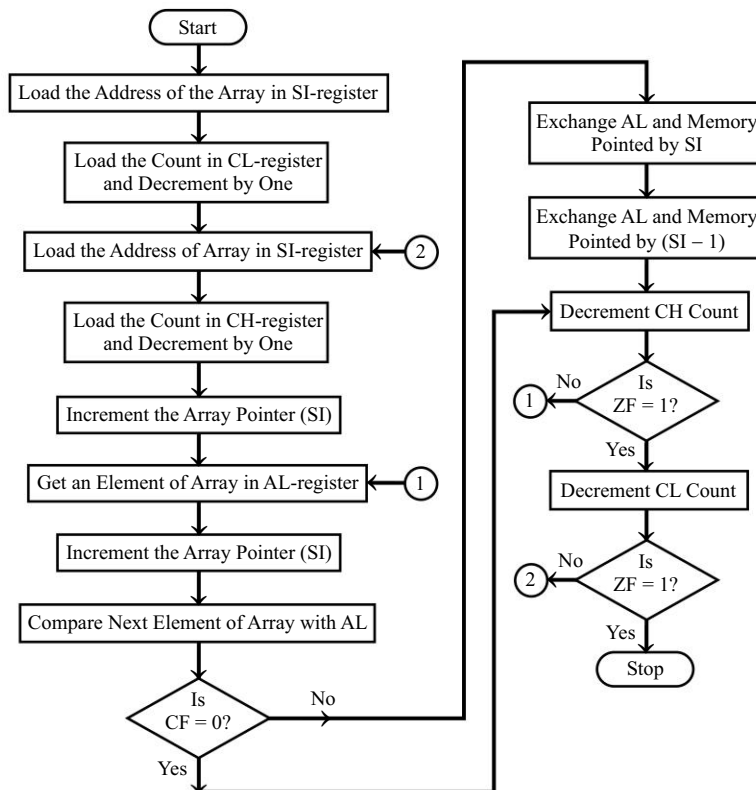 Start
Load the Address of the Array in SI-register
Load the Count in CL-register
and Decrement by One
Load the Address of Array in SI-register
2
Load the Count in CH-register
and Decrement by One
Increment the Array Pointer (SI)
Get an Element of Array in AL-register
1
Increment the Array Pointer (SI)
Compare Next Element of Array with AL
Is
CF = 0?
No
Yes
Exchange AL and Memory
Pointed by SI
Exchange AL and Memory
Pointed by (SI – 1)
Decrement CH Count
Is
ZF = 1?
No
1
Yes
Decrement CL Count
Is
ZF = 1?
No
2
Yes
Stop